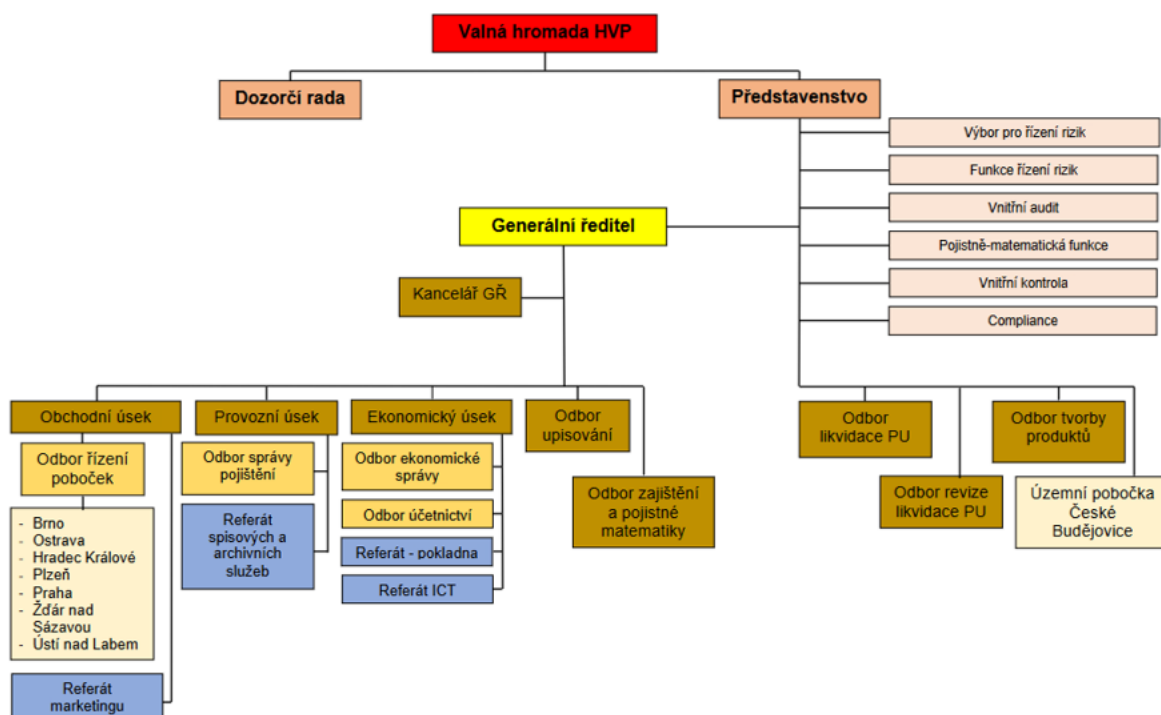 Valná hromada HVP
Dozorčí rada
Představenstvo
Výbor pro řízení rizik
Funkce řízení rizik
Vnitřní audit
Generální ředitel
Pojistně-matematická funkce
Kancelář GŘ
Vnitřní kontrola
Compliance
Obchodní úsek
Provozní úsek
Ekonomický úsek
Odbor
upisování
Odbor
likvidace PU
Odbor tvorby
produktů
Odbor řízení
poboček
Odbor správy
pojištění
Odbor ekonomické
správy
Odbor zajištění
a pojistné
matematiky
Odbor revize
likvidace PU
Územní pobočka
České
Budějovice
- Brno
- Ostrava
- Hradec Králové
- Plzeň
- Praha
- Žďár nad
Sázavou
- Ústí nad Labem
Referát
spisových a
archivních
služeb
Odbor účetnictví
Referát - pokladna
Referát ICT
Referát
marketingu